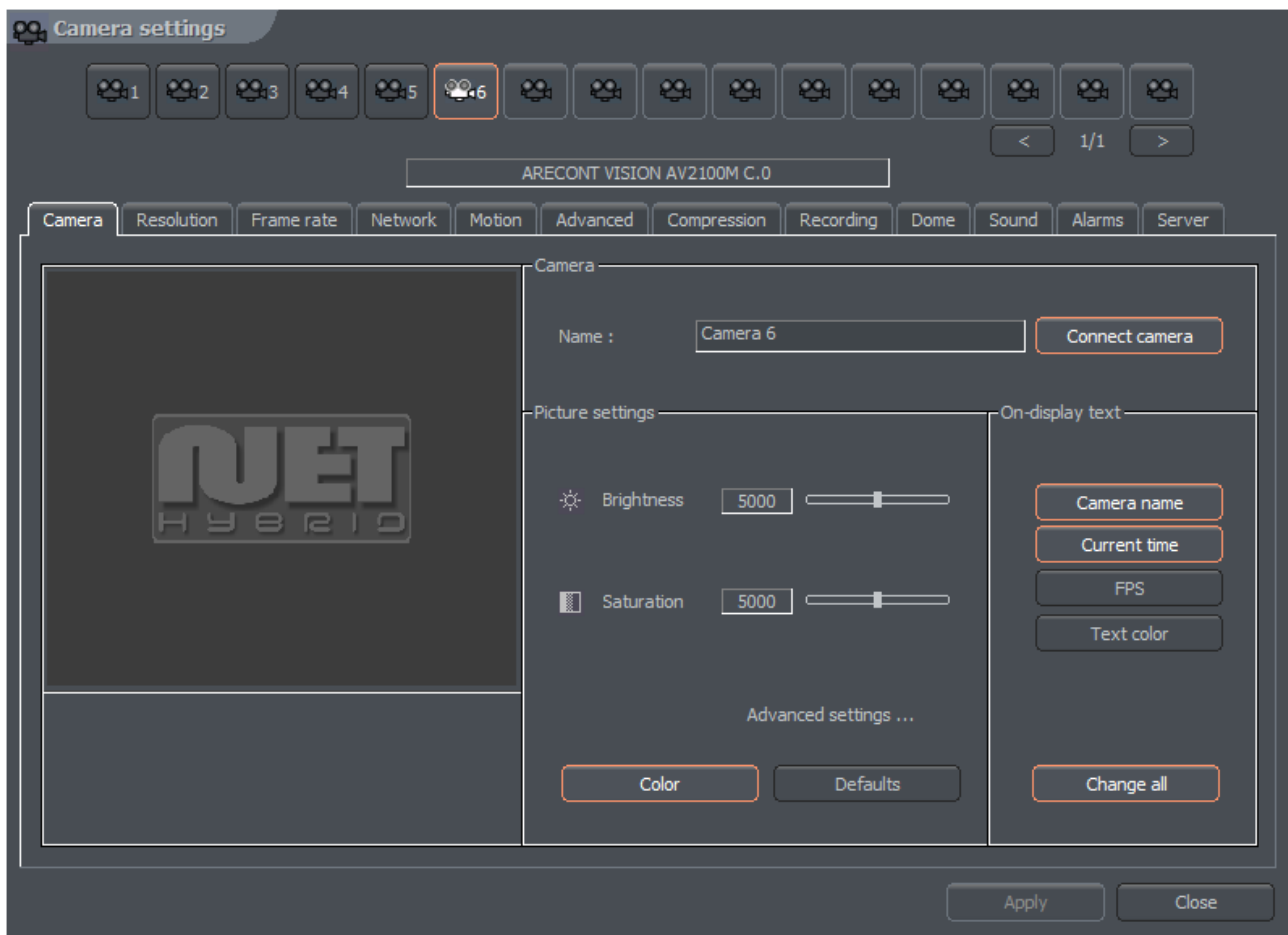 Camera settings
1 2 3 4 5 6
< 1/1 >
ARECONT VISION AV2100M C.0
Camera Resolution Frame rate Network Motion Advanced Compression Recording Dome Sound Alarms Server
Camera
Name : Camera 6 Connect camera
NET
HYBRID
Picture settings
Brightness 5000
Saturation 5000
Advanced settings ...
Color Defaults
On-display text
Camera name
Current time
FPS
Text color
Change all
Apply Close